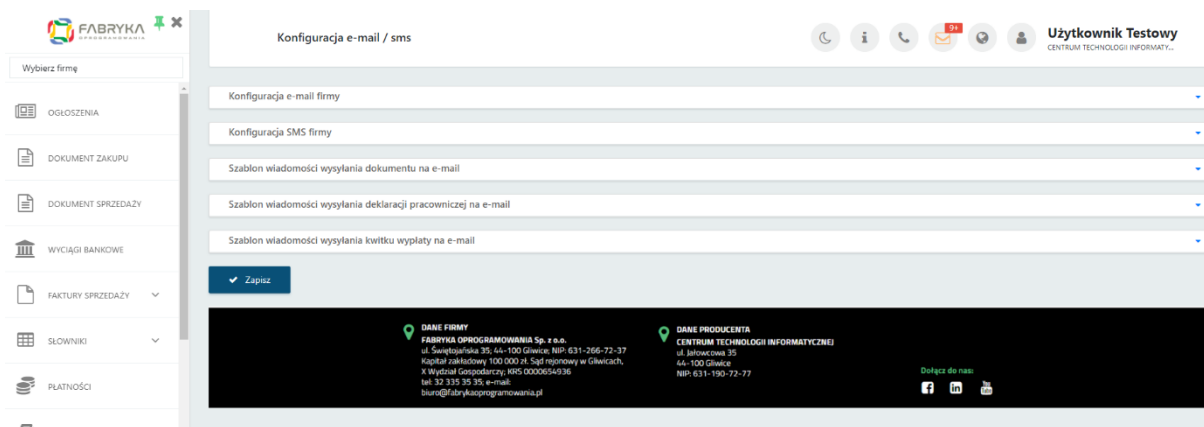 FABRYKA
OPROGRAMOWANIA
Wybierz firmę
OGŁOSZENIA
DOKUMENT ZAKUPU
DOKUMENT SPRZEDAŻY
WYCIĄGI BANKOWE
FAKTURY SPRZEDAŻY
SŁOWNIKI
PŁATNOŚCI
Konfiguracja e-mail / sms
9+
Użytkownik Testowy
CENTRUM TECHNOLOGII INFORMATY...
Konfiguracja e-mail firmy
Konfiguracja SMS firmy
Szablon wiadomości wysyłania dokumentu na e-mail
Szablon wiadomości wysyłania deklaracji pracowniczej na e-mail
Szablon wiadomości wysyłania kwitku wypłaty na e-mail
Zapisz
DANE FIRMY
FABRYKA OPROGRAMOWANIA Sp. z o.o.
ul. Świętojańska 35; 44-100 Gliwice; NIP: 631-266-72-37
Kapitał zakładowy 100 000 zł. Sąd rejonowy w Gliwicach,
X Wydział Gospodarczy; KRS 0000654936
tel: 32 335 35 35; e-mail:
biuro@fabrykaoprogramowania.pl
DANE PRODUCENTA
CENTRUM TECHNOLOGII INFORMATYCZNEJ
ul. Jałowcowa 35
44-100 Gliwice
NIP: 631-190-72-77
Dołącz do nas:
You
Tube